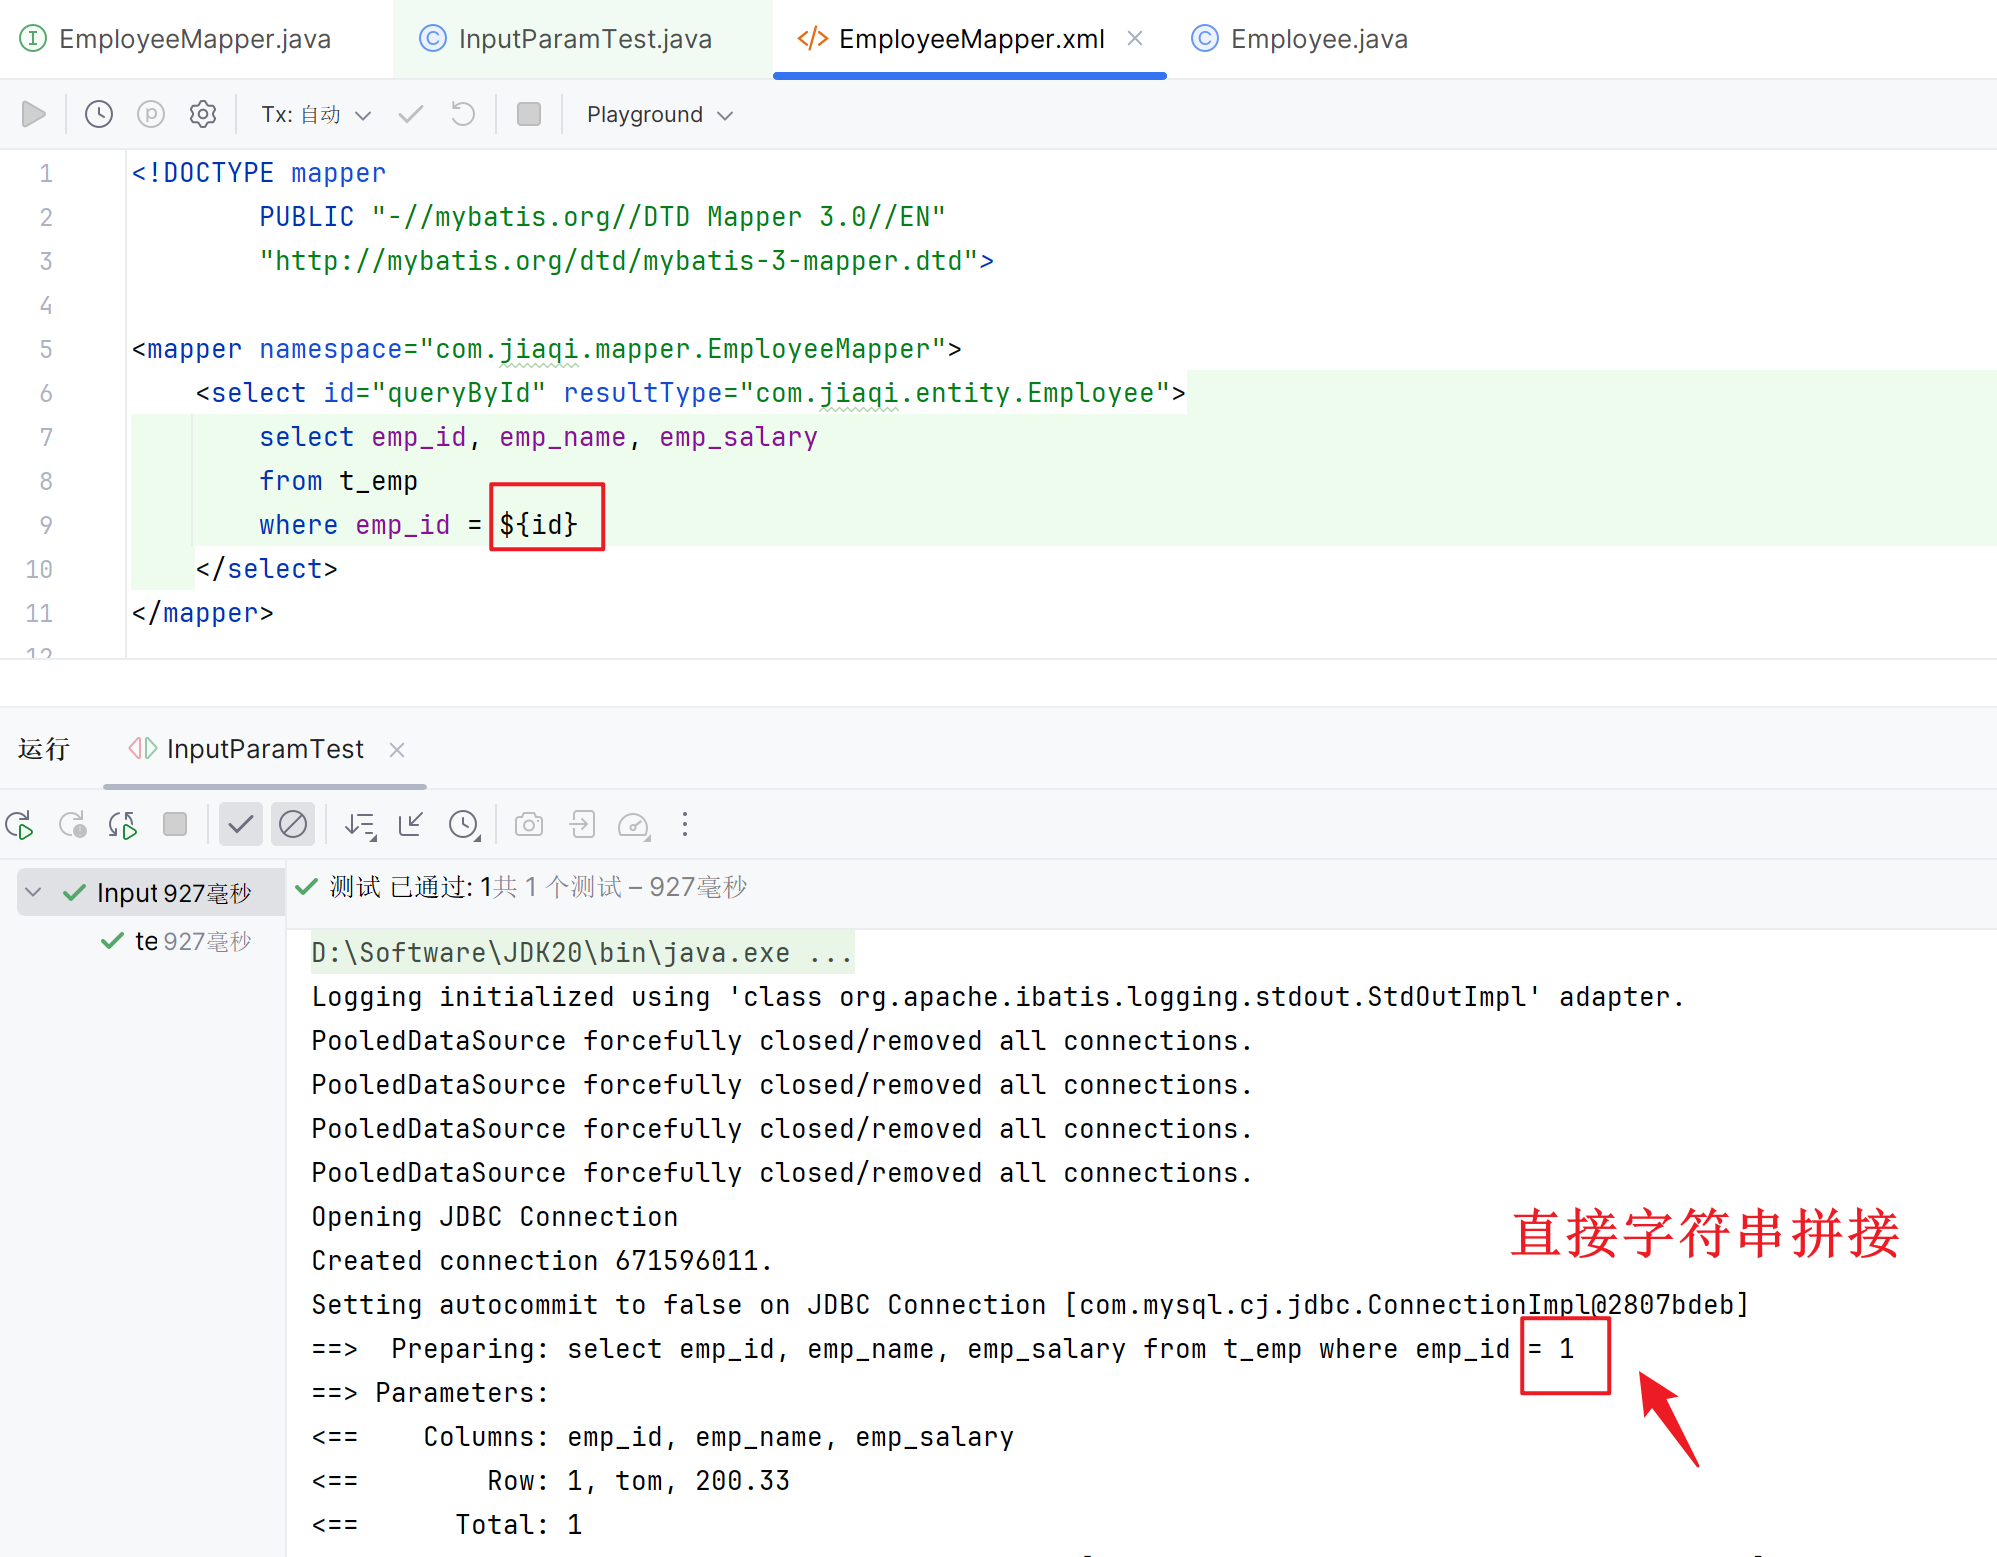 EmployeeMapper.java InputParamTest.java EmployeeMapper.xml Employee.java
Tx: 自动 Playground
1 <!DOCTYPE mapper
2 PUBLIC "-//mybatis.org//DTD Mapper 3.0//EN"
3 "http://mybatis.org/dtd/mybatis-3-mapper.dtd">
4
5 <mapper namespace="com.jiaqi.mapper.EmployeeMapper">
6 <select id="queryById" resultType="com.jiaqi.entity.Employee">
7 select emp_id, emp_name, emp_salary
8 from t_emp
9 where emp_id = ${id}
10 </select>
11 </mapper>
12
运行 InputParamTest
Input 927毫秒
te 927毫秒
测试 已通过: 1共 1 个测试 – 927毫秒
D:\Software\JDK20\bin\java.exe ...
Logging initialized using 'class org.apache.ibatis.logging.stdout.StdOutImpl' adapter.
PooledDataSource forcefully closed/removed all connections.
PooledDataSource forcefully closed/removed all connections.
PooledDataSource forcefully closed/removed all connections.
PooledDataSource forcefully closed/removed all connections.
Opening JDBC Connection
直接字符串拼接
Created connection 671596011.
Setting autocommit to false on JDBC Connection [com.mysql.cj.jdbc.ConnectionImpl@2807bdeb]
==>  Preparing: select emp_id, emp_name, emp_salary from t_emp where emp_id = 1
==> Parameters:
<==    Columns: emp_id, emp_name, emp_salary
<==        Row: 1, tom, 200.33
<==      Total: 1